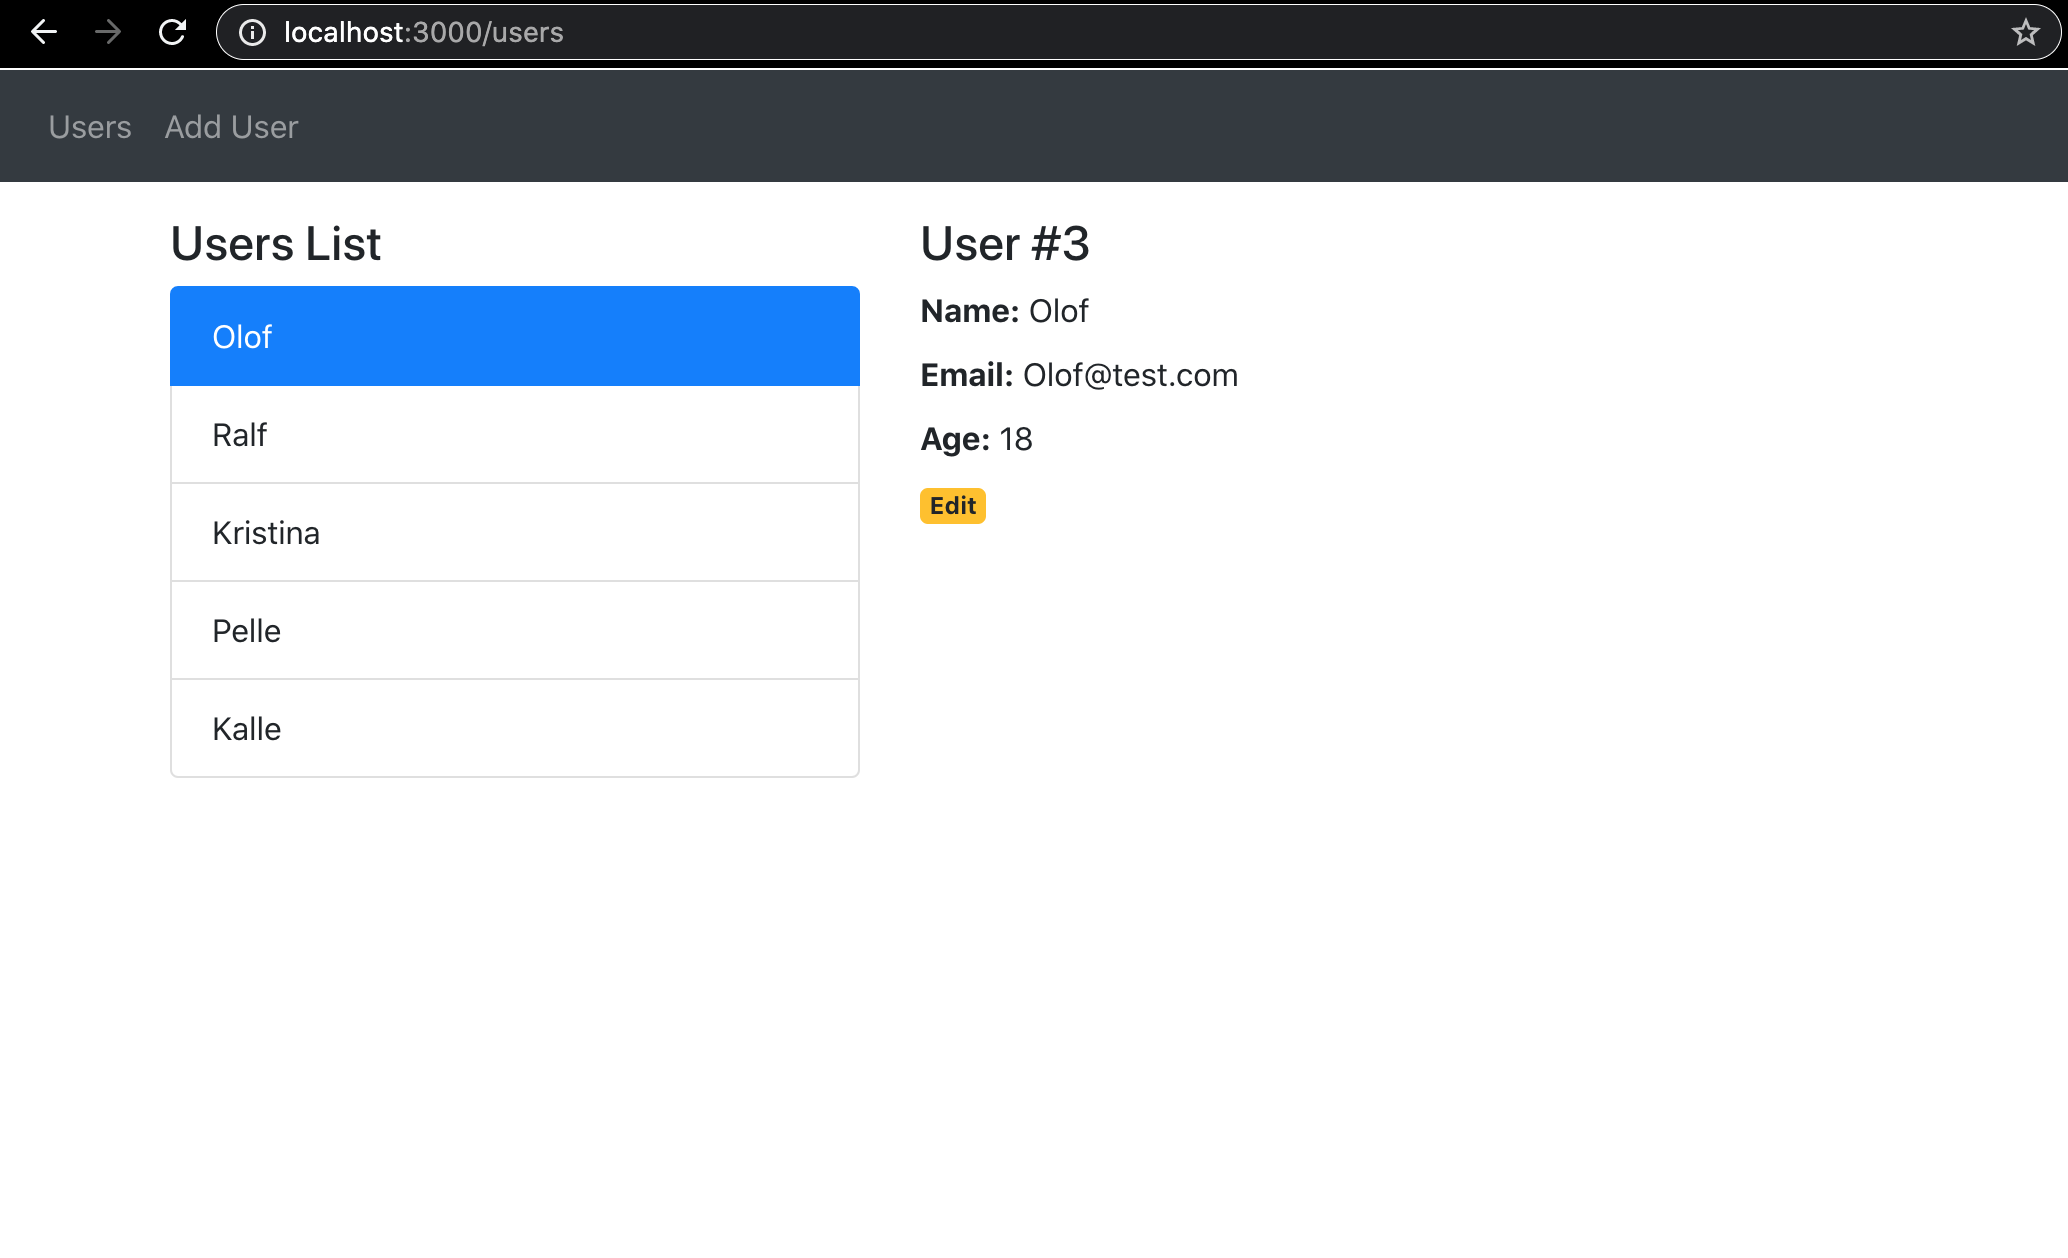 localhost:3000/users
Users Add User
Users List
Olof
Ralf
Kristina
Pelle
Kalle
User #3
Name: Olof
Email: Olof@test.com
Age: 18
Edit